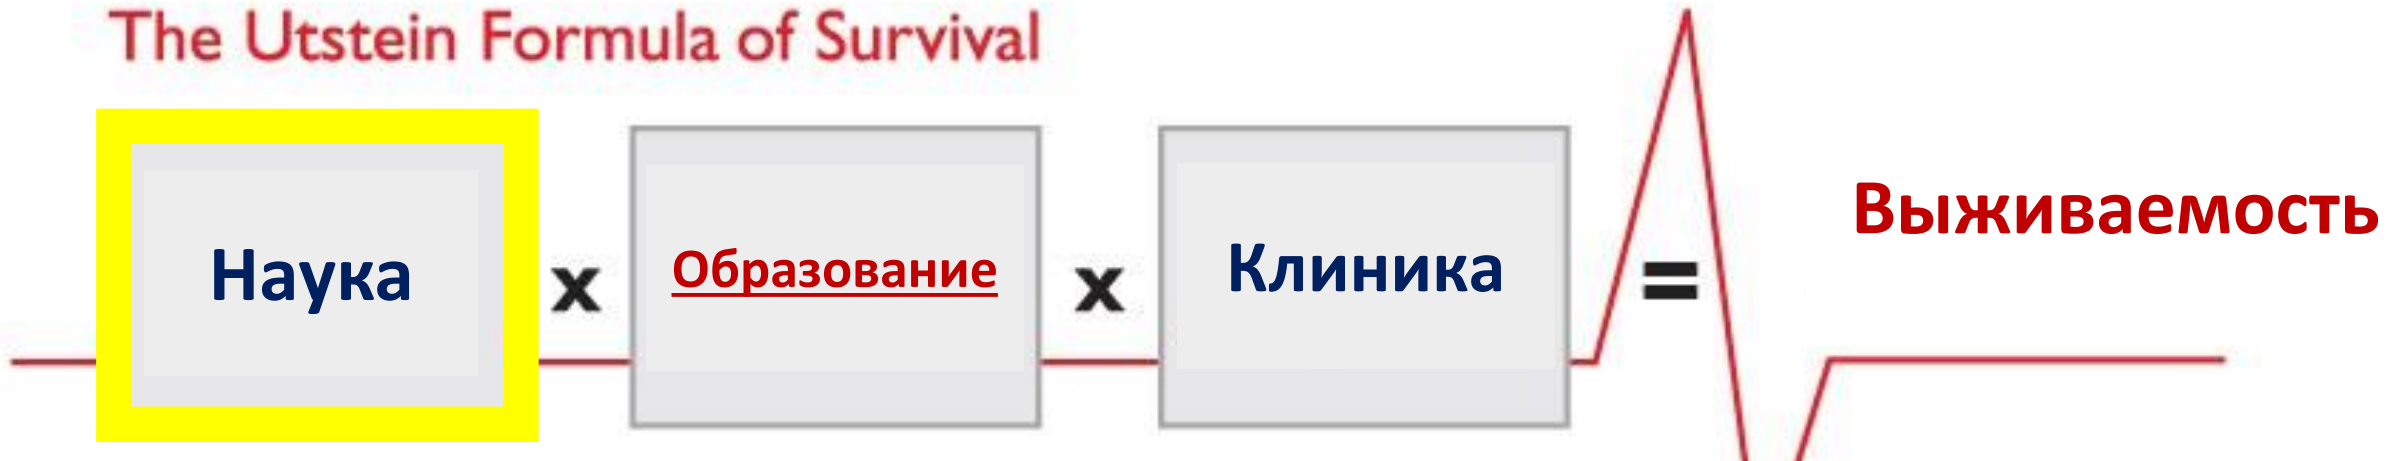 The Utstein Formula of Survival
Наука x Образование x Клиника = Выживаемость